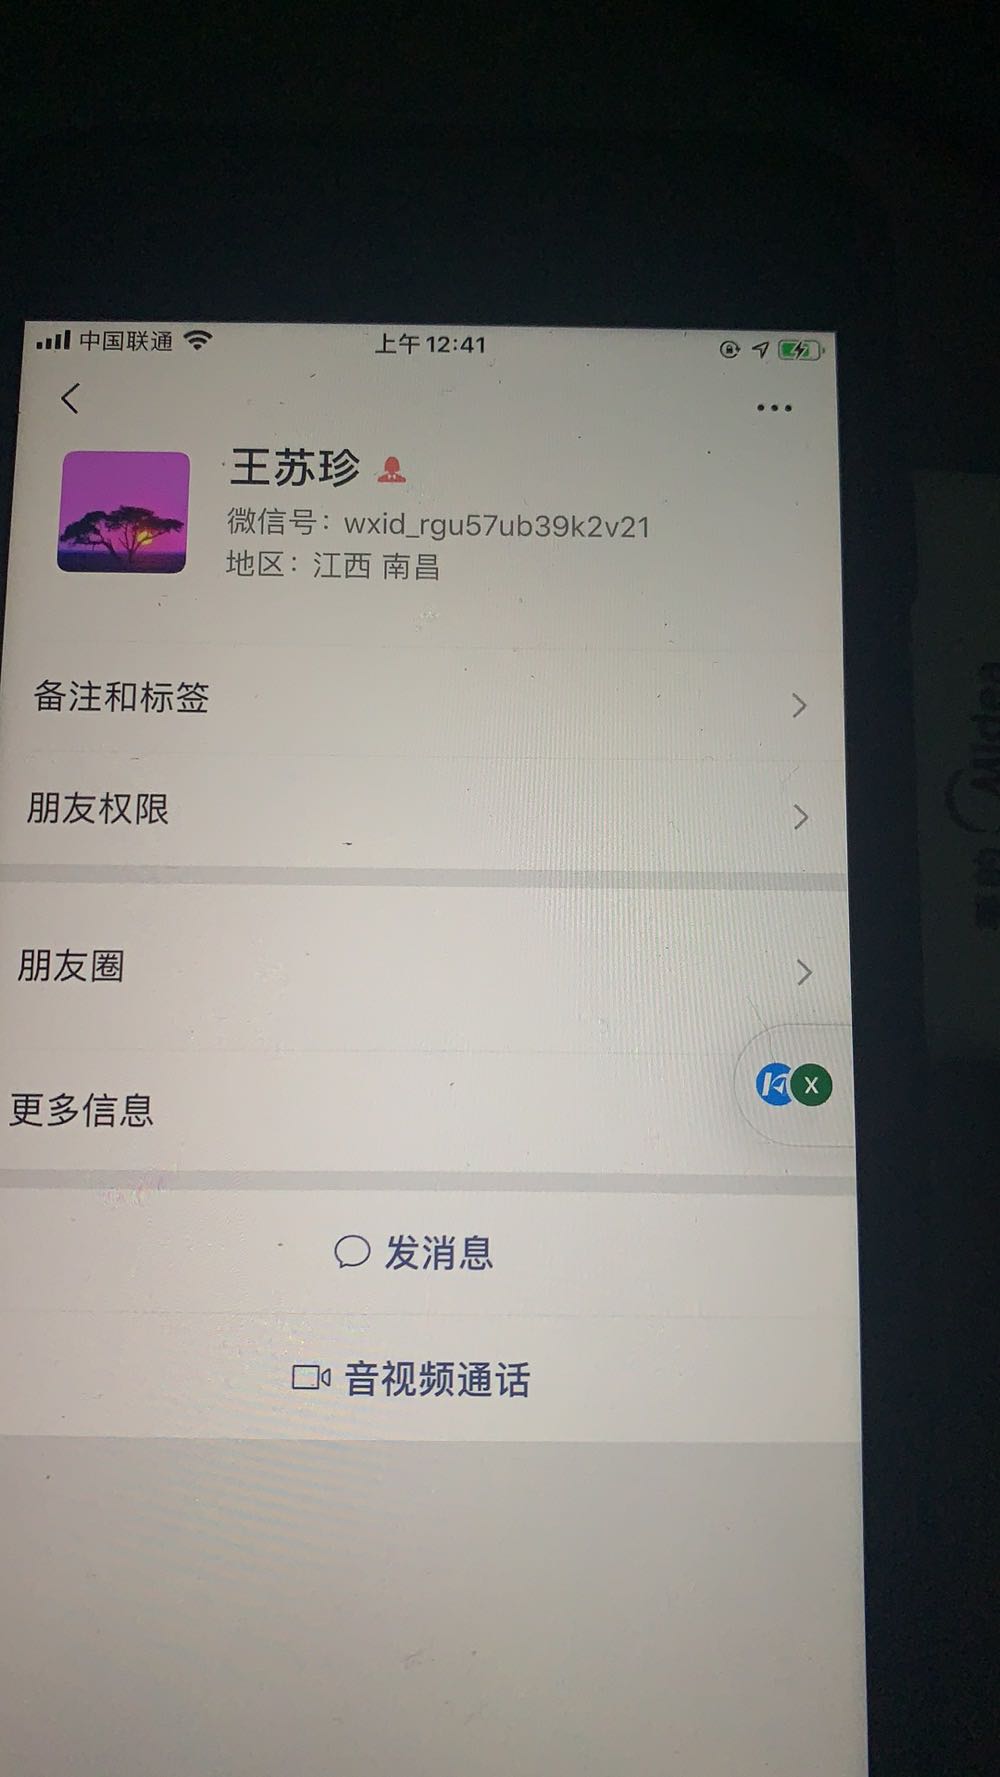 中国联通
上午 12:41
王苏珍
微信号：wxid_rgu57ub39k2v21
地区：江西 南昌
备注和标签
朋友权限
朋友圈
更多信息
X
发消息
音视频通话